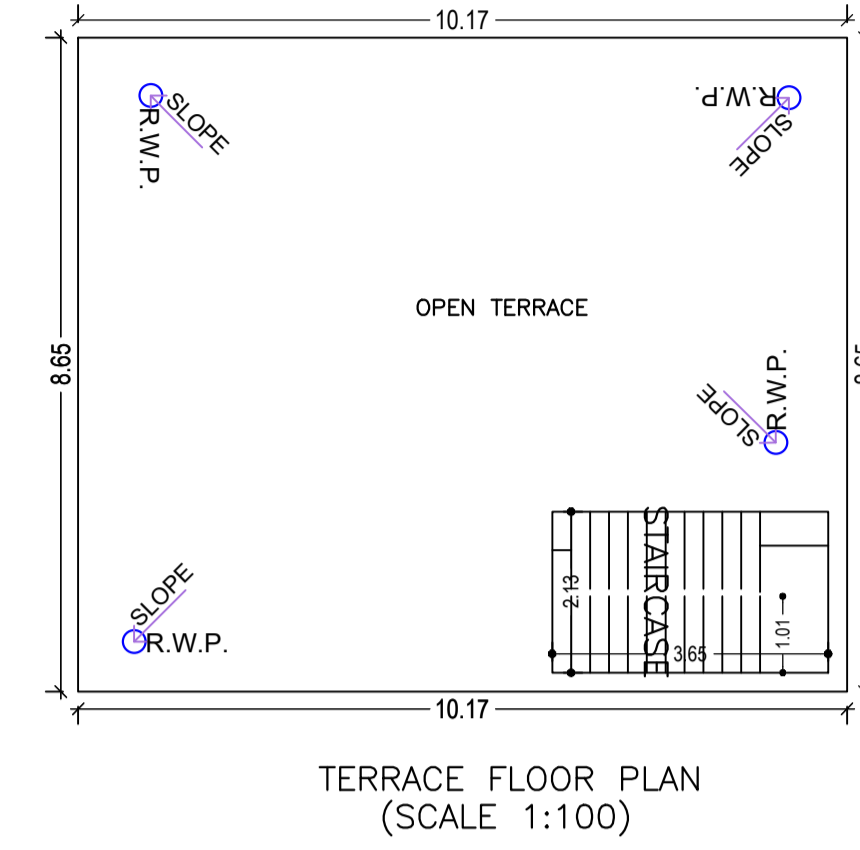 10.17
SLOPE
R.W.P.
R.W.P.
SLOPE
OPEN TERRACE
8.65
R.W.P.
SLOPE
STAIRCASE
2.13
1.01
3.65
SLOPE
R.W.P.
10.17
TERRACE FLOOR PLAN
(SCALE 1:100)